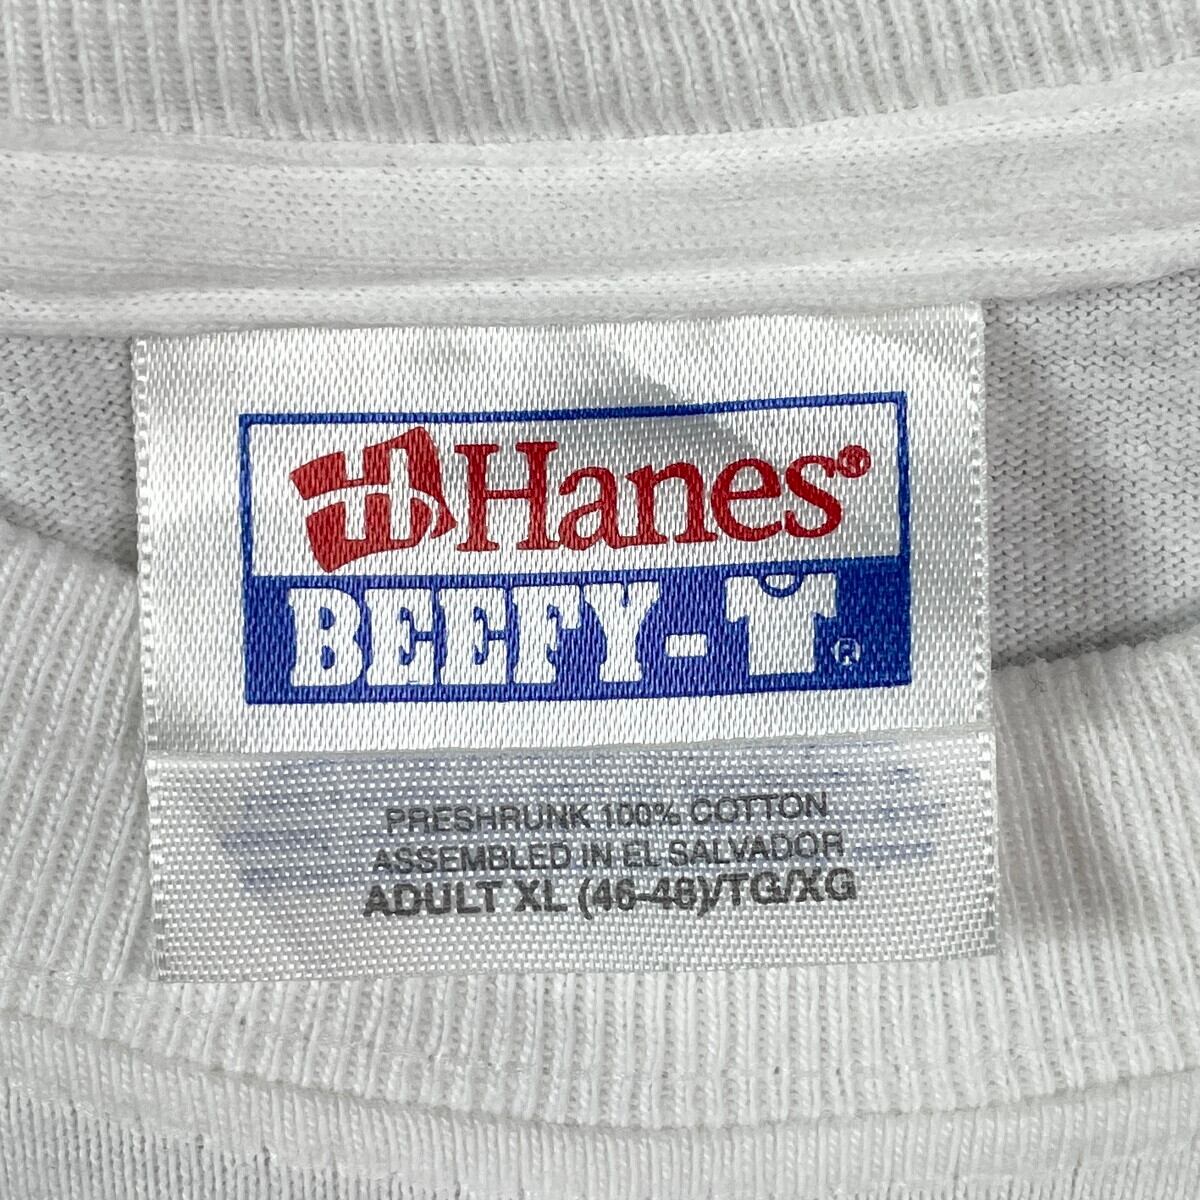 Hanes®
BEEFY-T®
PRESHRUNK 100% COTTON
ASSEMBLED IN EL SALVADOR
ADULT XL (46-48)/TG/XG